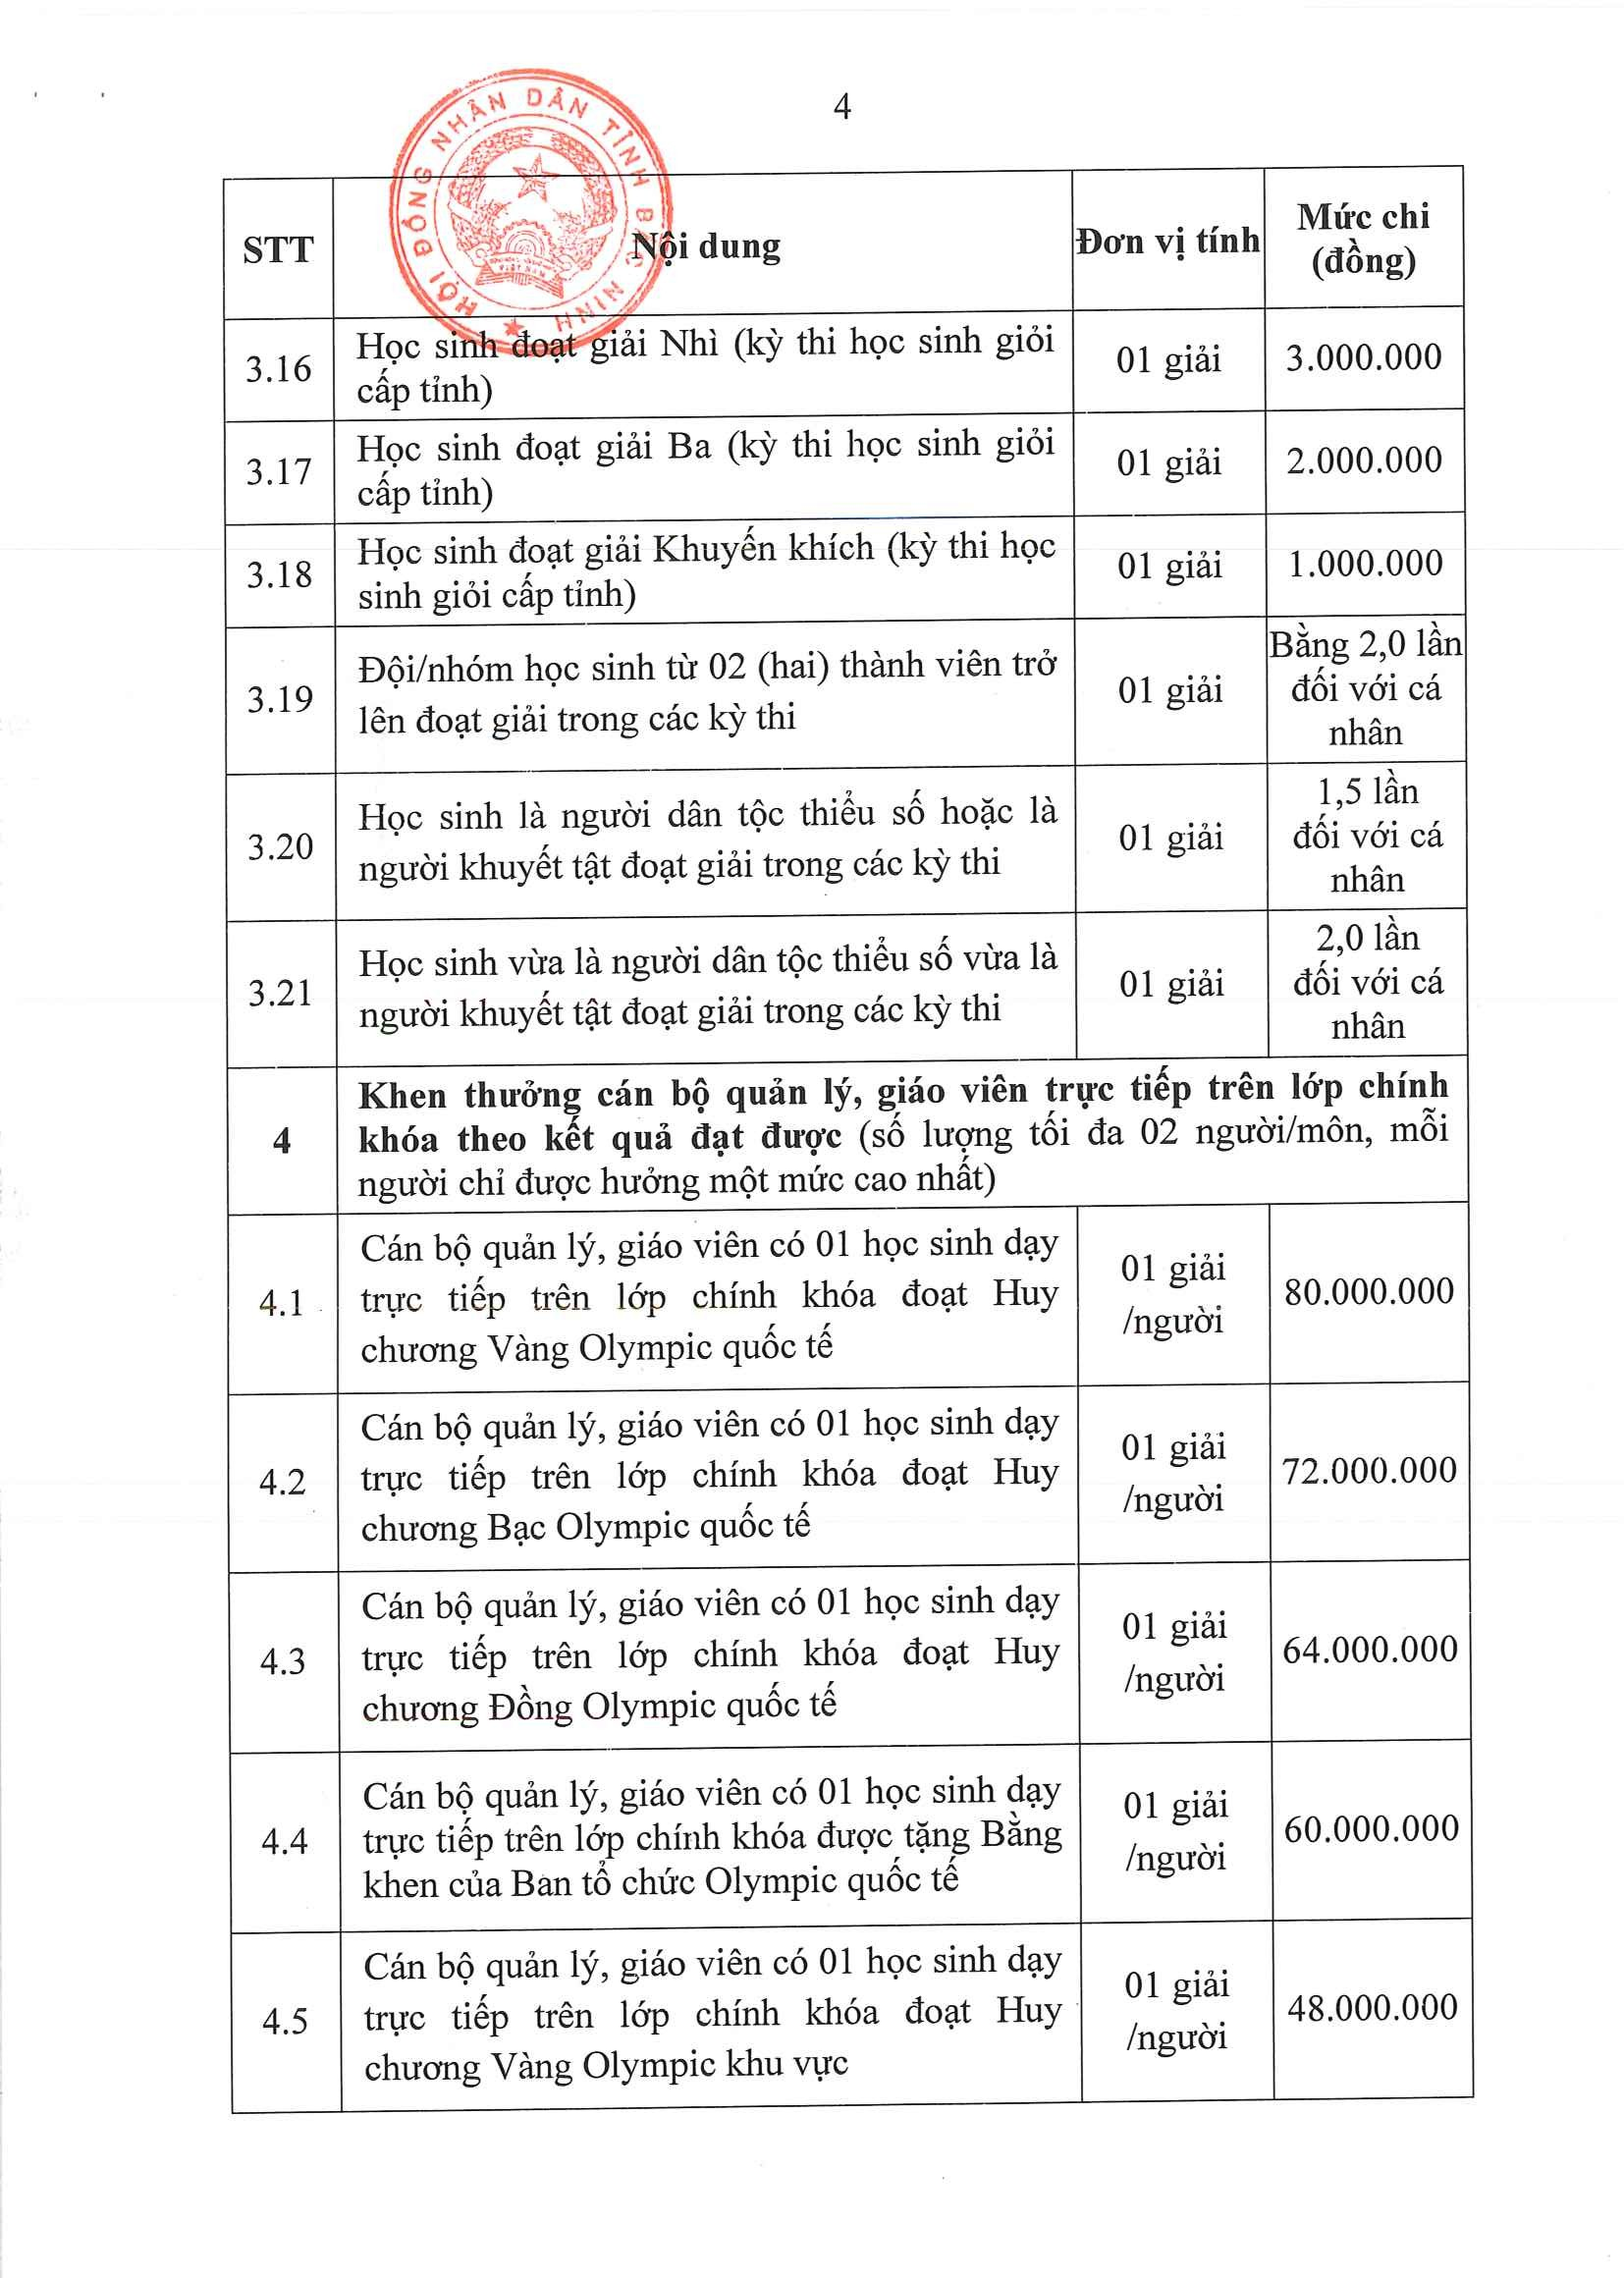 4
HỘI ĐỒNG NHÂN DÂN TỈNH BẮC NINH
VIỆT NAM
STT
Nội dung
Đơn vị tính
Mức chi
(đồng)
3.16
Học sinh đoạt giải Nhì (kỳ thi học sinh giỏi
cấp tỉnh)
01 giải
3.000.000
3.17
Học sinh đoạt giải Ba (kỳ thi học sinh giỏi
cấp tỉnh)
01 giải
2.000.000
3.18
Học sinh đoạt giải Khuyến khích (kỳ thi học
sinh giỏi cấp tỉnh)
01 giải
1.000.000
3.19
Đội/nhóm học sinh từ 02 (hai) thành viên trở
lên đoạt giải trong các kỳ thi
01 giải
Bằng 2,0 lần
đối với cá
nhân
3.20
Học sinh là người dân tộc thiểu số hoặc là
người khuyết tật đoạt giải trong các kỳ thi
01 giải
1,5 lần
đối với cá
nhân
3.21
Học sinh vừa là người dân tộc thiểu số vừa là
người khuyết tật đoạt giải trong các kỳ thi
01 giải
2,0 lần
đối với cá
nhân
4
Khen thưởng cán bộ quản lý, giáo viên trực tiếp trên lớp chính
khóa theo kết quả đạt được (số lượng tối đa 02 người/môn, mỗi
người chỉ được hưởng một mức cao nhất)
4.1
Cán bộ quản lý, giáo viên có 01 học sinh dạy
trực tiếp trên lớp chính khóa đoạt Huy
chương Vàng Olympic quốc tế
01 giải
/người
80.000.000
4.2
Cán bộ quản lý, giáo viên có 01 học sinh dạy
trực tiếp trên lớp chính khóa đoạt Huy
chương Bạc Olympic quốc tế
01 giải
/người
72.000.000
4.3
Cán bộ quản lý, giáo viên có 01 học sinh dạy
trực tiếp trên lớp chính khóa đoạt Huy
chương Đồng Olympic quốc tế
01 giải
/người
64.000.000
4.4
Cán bộ quản lý, giáo viên có 01 học sinh dạy
trực tiếp trên lớp chính khóa được tặng Bằng
khen của Ban tổ chức Olympic quốc tế
01 giải
/người
60.000.000
4.5
Cán bộ quản lý, giáo viên có 01 học sinh dạy
trực tiếp trên lớp chính khóa đoạt Huy
chương Vàng Olympic khu vực
01 giải
/người
48.000.000